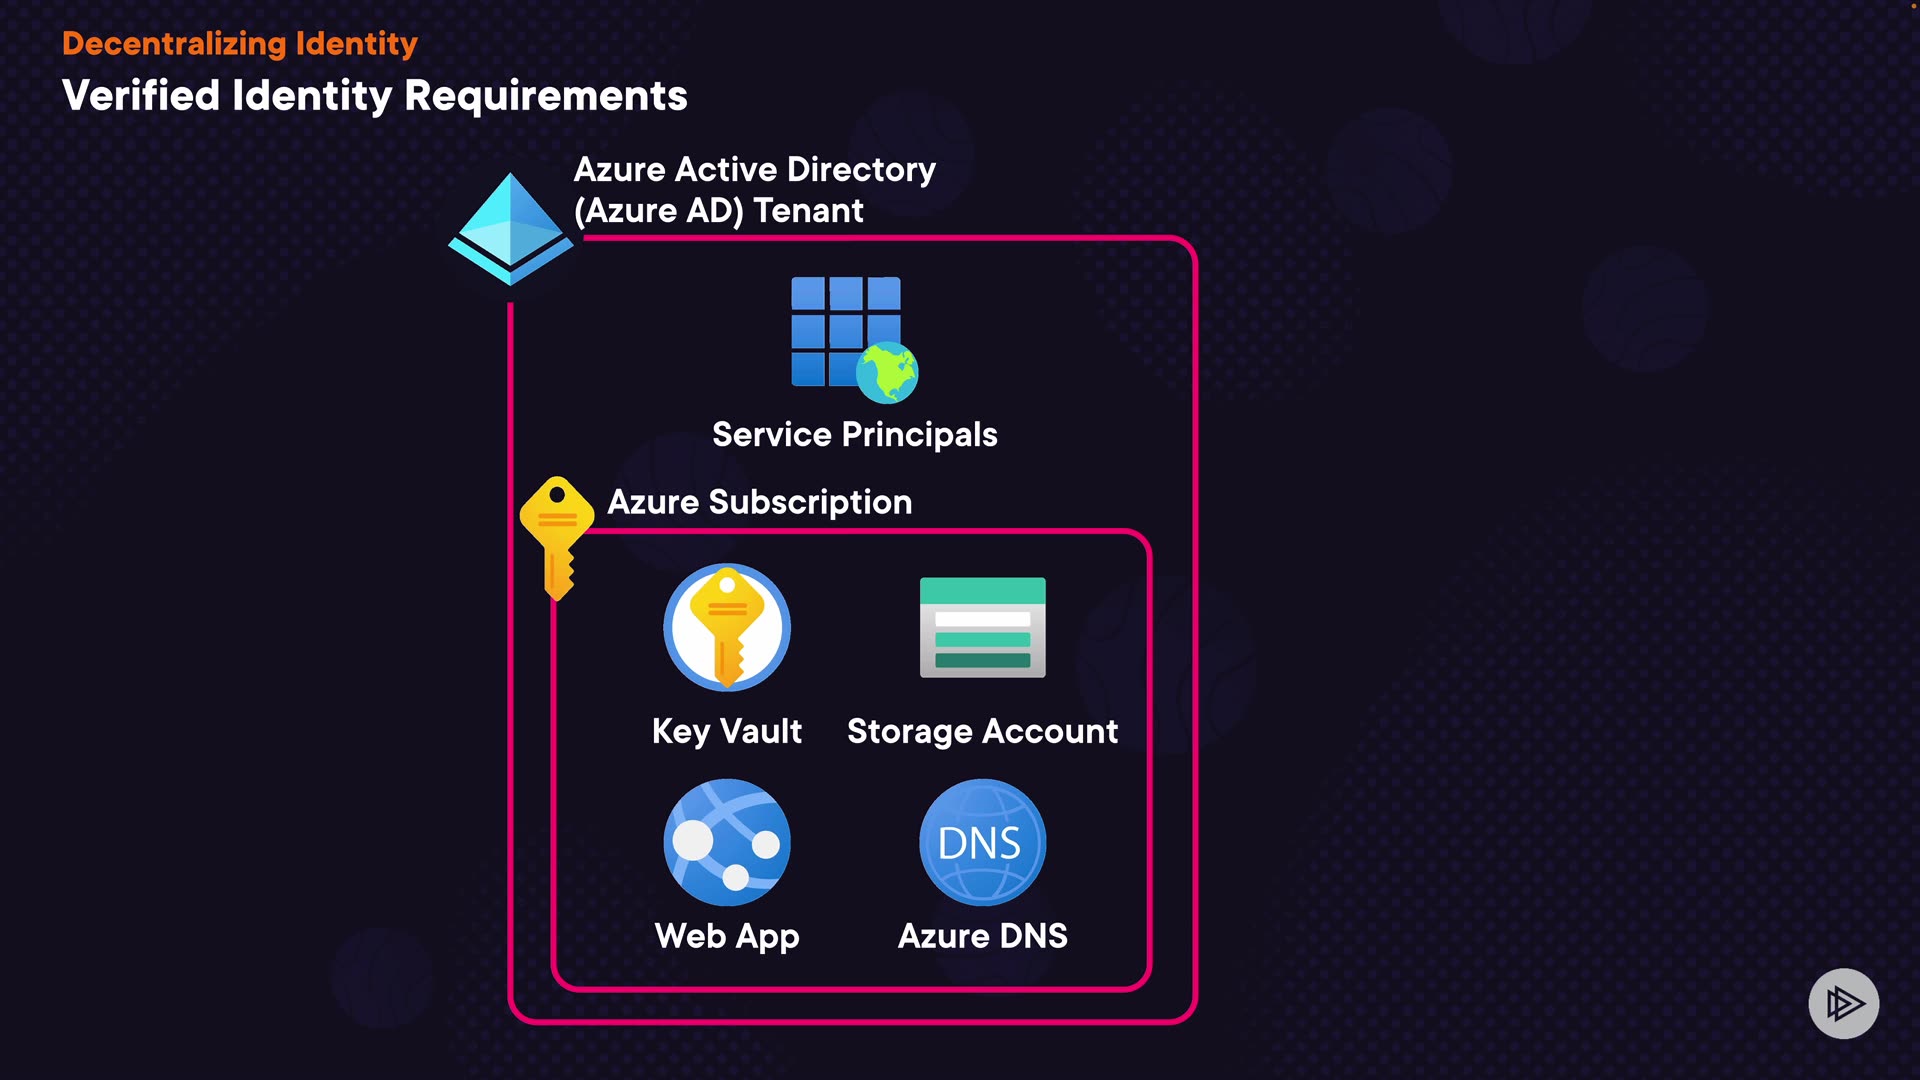 Decentralizing Identity
Verified Identity Requirements
Azure Active Directory
(Azure AD) Tenant
Service Principals
Azure Subscription
Key Vault
Storage Account
DNS
Web App
Azure DNS